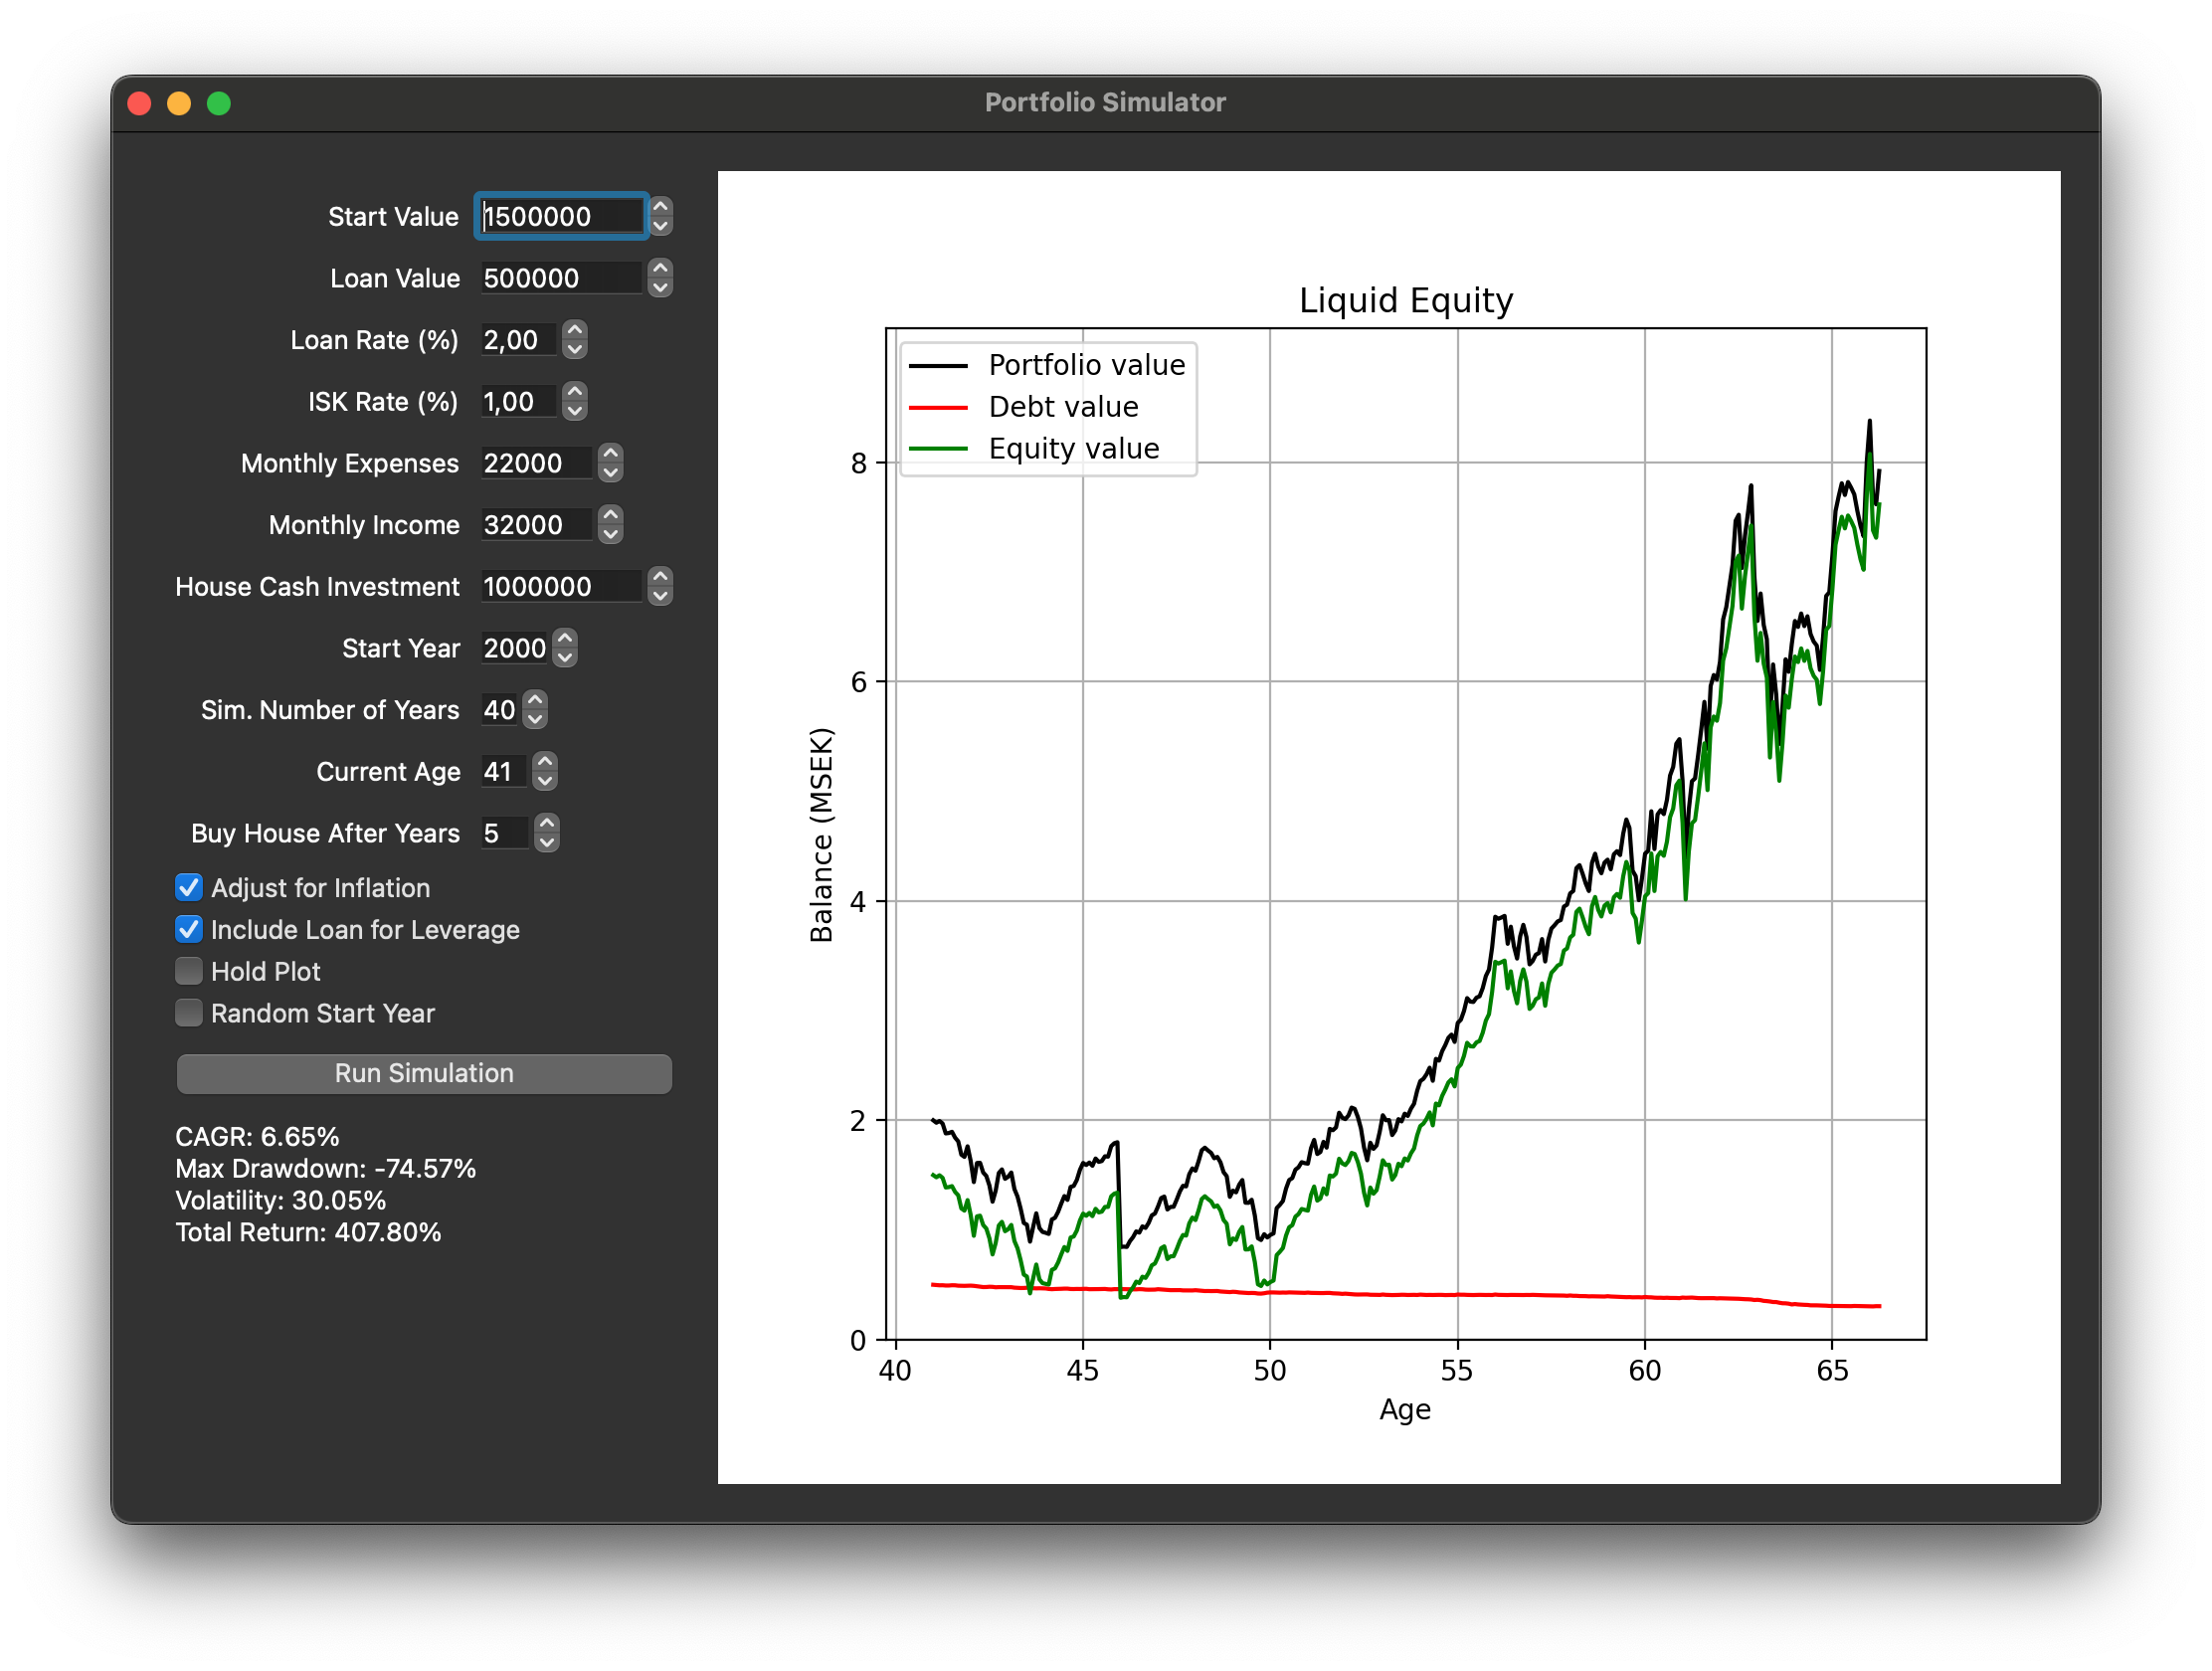 Portfolio Simulator
Start Value 1500000
Loan Value 500000
Loan Rate (%) 2,00
ISK Rate (%) 1,00
Monthly Expenses 22000
Monthly Income 32000
House Cash Investment 1000000
Start Year 2000
Sim. Number of Years 40
Current Age 41
Buy House After Years 5
Adjust for Inflation
Include Loan for Leverage
Hold Plot
Random Start Year
Run Simulation
CAGR: 6.65%
Max Drawdown: -74.57%
Volatility: 30.05%
Total Return: 407.80%
Liquid Equity
Portfolio value
Debt value
Equity value
Balance (MSEK)
8
6
4
2
0
40 45 50 55 60 65
Age